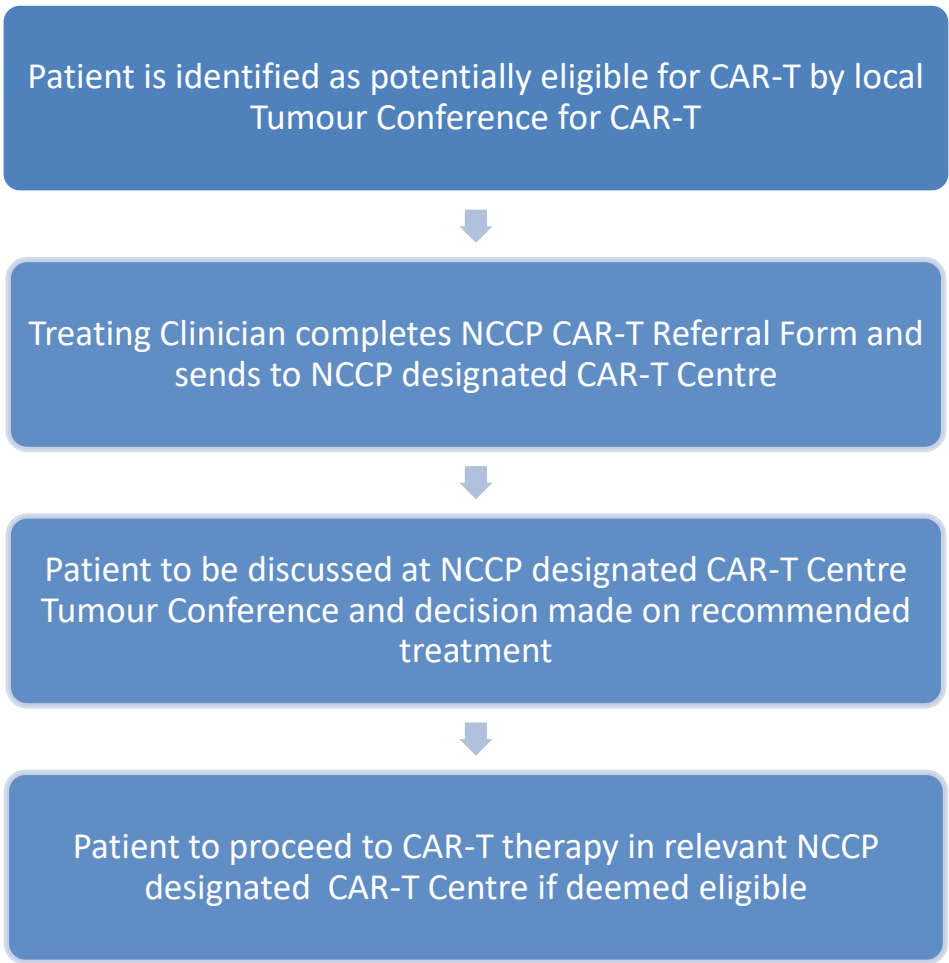 Patient is identified as potentially eligible for CAR-T by local
Tumour Conference for CAR-T
Treating Clinician completes NCCP CAR-T Referral Form and
sends to NCCP designated CAR-T Centre
Patient to be discussed at NCCP designated CAR-T Centre
Tumour Conference and decision made on recommended
treatment
Patient to proceed to CAR-T therapy in relevant NCCP
designated  CAR-T Centre if deemed eligible